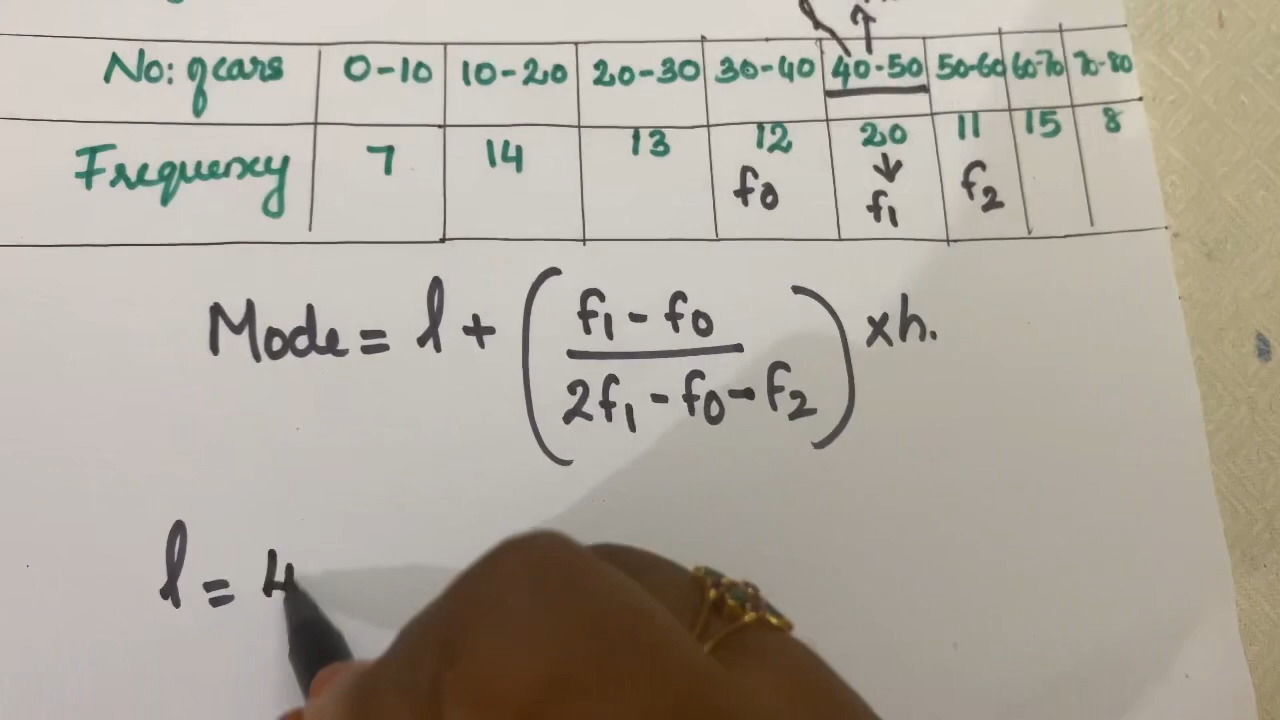 No: of cars 0-10 10-20 20-30 30-40 40-50 50-60 60-70 70-80
Frequency 7 14 13 12 20 11 15 8
f0 f1 f2
Mode = l + ( f1 - f0 / 2f1 - f0 - f2 ) x h.
l = 4